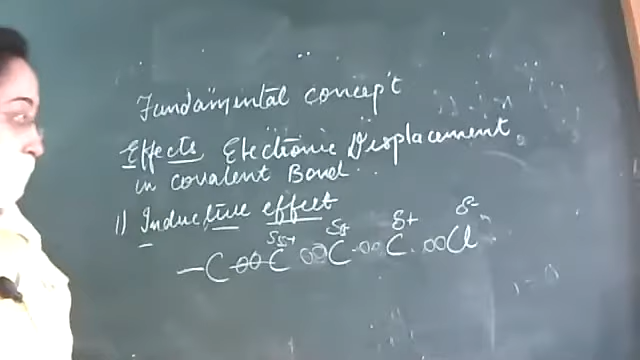 Fundamental concept
Effects Electronic Displacement
in covalent Bond..
1) Inductive effect
δδδ+ δδ+ δ+ δ-
– C C C C Cl